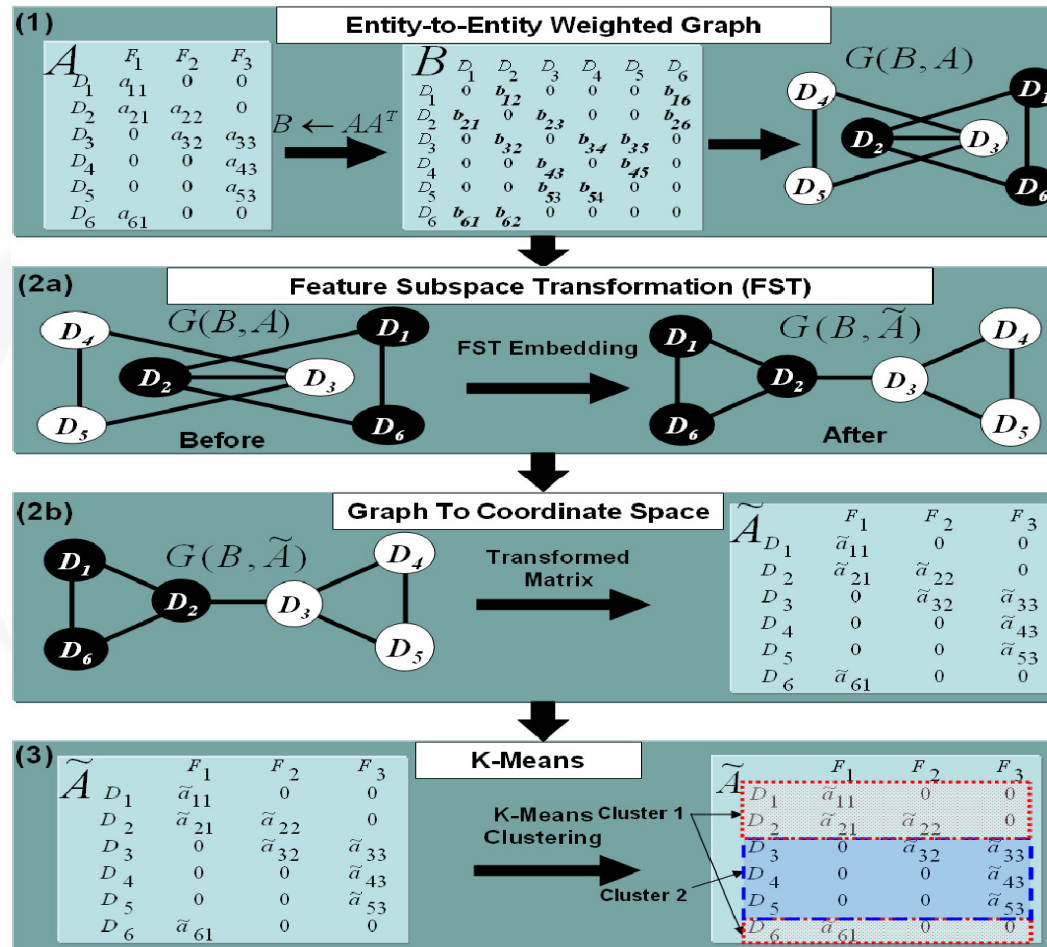 (1) Entity-to-Entity Weighted Graph
A F1 F2 F3
D1 a11 0 0
D2 a21 a22 0
D3 0 a32 a33
D4 0 0 a43
D5 0 0 a53
D6 a61 0 0
B ← AA^T
B D1 D2 D3 D4 D5 D6
D1 0 b12 0 0 0 b16
D2 b21 0 b23 0 0 b26
D3 0 b32 0 b34 b35 0
D4 0 0 b43 0 b45 0
D5 0 0 b53 b54 0 0
D6 b61 b62 0 0 0 0
G(B, A)
D4 D1
D2 D3
D5 D6
(2a) Feature Subspace Transformation (FST)
G(B, A)
D4 D1
D2 D3
D5 D6
Before
FST Embedding
G(B, Ã)
D1 D4
D2 D3
D6 D5
After
(2b) Graph To Coordinate Space
G(B, Ã)
D1 D4
D2 D3
D6 D5
Transformed
Matrix
Ã F1 F2 F3
D1 ã11 0 0
D2 ã21 ã22 0
D3 0 ã32 ã33
D4 0 0 ã43
D5 0 0 ã53
D6 ã61 0 0
(3) K-Means
Ã F1 F2 F3
D1 ã11 0 0
D2 ã21 ã22 0
D3 0 ã32 ã33
D4 0 0 ã43
D5 0 0 ã53
D6 ã61 0 0
K-Means
Clustering
Cluster 1
Cluster 2
Ã F1 F2 F3
D1 ã11 0 0
D2 ã21 ã22 0
D3 0 ã32 ã33
D4 0 0 ã43
D5 0 0 ã53
D6 ã61 0 0